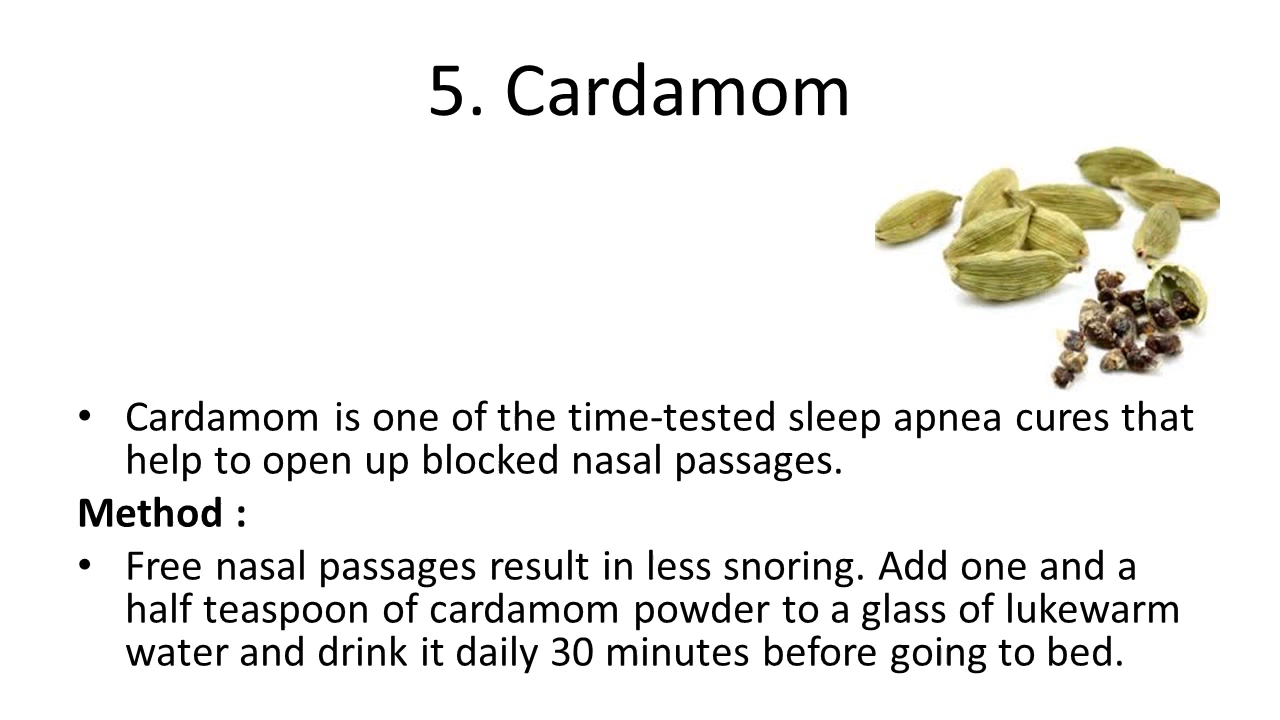 5. Cardamom
• Cardamom is one of the time-tested sleep apnea cures that
help to open up blocked nasal passages.
Method :
• Free nasal passages result in less snoring. Add one and a
half teaspoon of cardamom powder to a glass of lukewarm
water and drink it daily 30 minutes before going to bed.